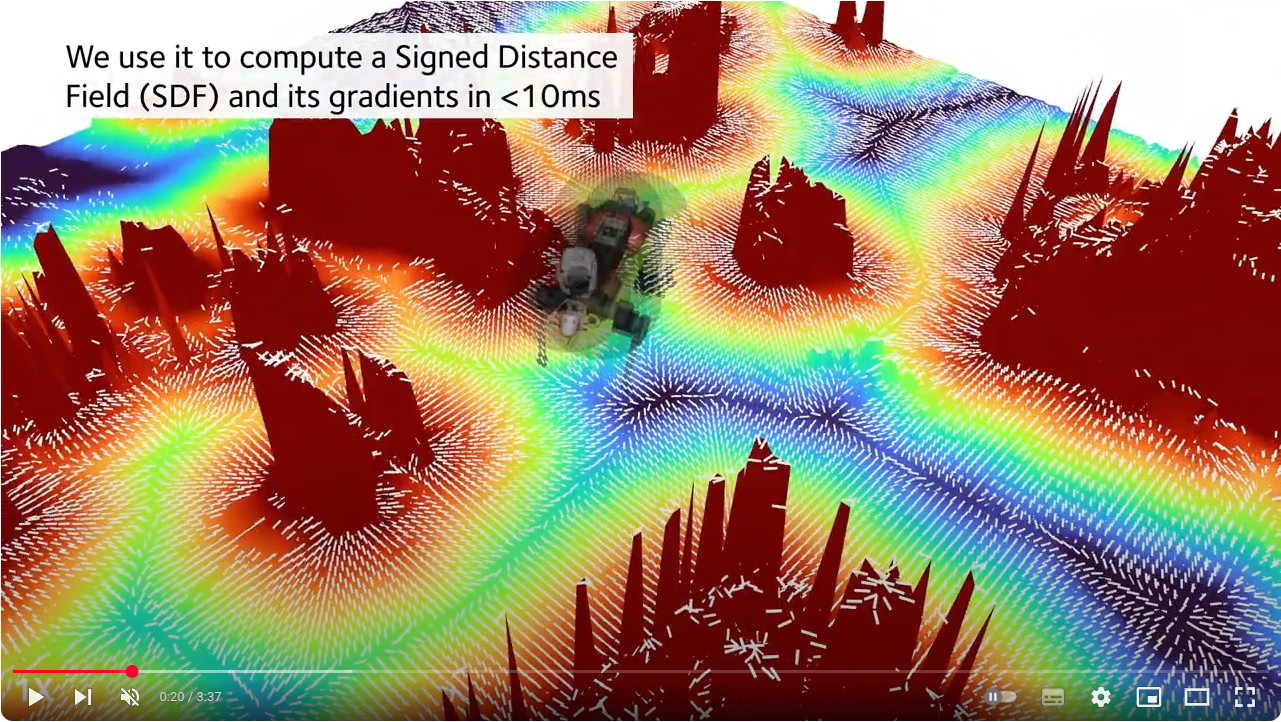 We use it to compute a Signed Distance
Field (SDF) and its gradients in <10ms
0:20 / 3:37